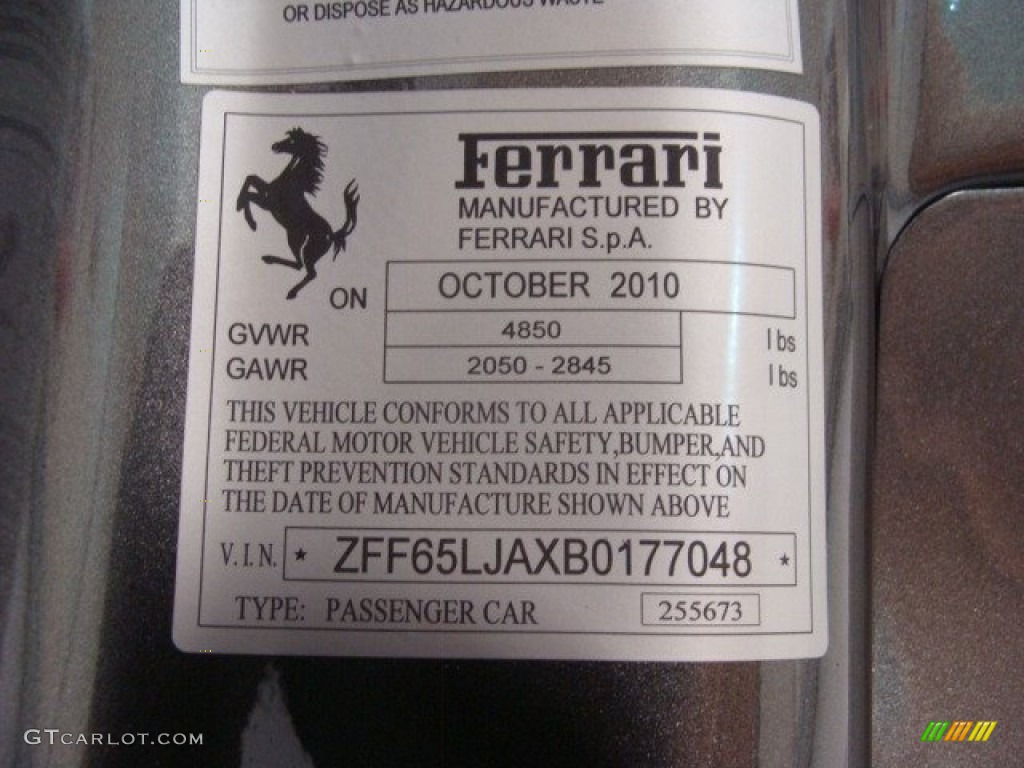 OR DISPOSE AS HAZARDOUS WASTE
Ferrari
MANUFACTURED BY
FERRARI S.p.A.
ON OCTOBER 2010
GVWR 4850 lbs
GAWR 2050 - 2845 lbs
THIS VEHICLE CONFORMS TO ALL APPLICABLE
FEDERAL MOTOR VEHICLE SAFETY,BUMPER,AND
THEFT PREVENTION STANDARDS IN EFFECT ON
THE DATE OF MANUFACTURE SHOWN ABOVE
V.I.N. * ZFF65LJAXB0177048 *
TYPE: PASSENGER CAR 255673
GTCARLOT.COM